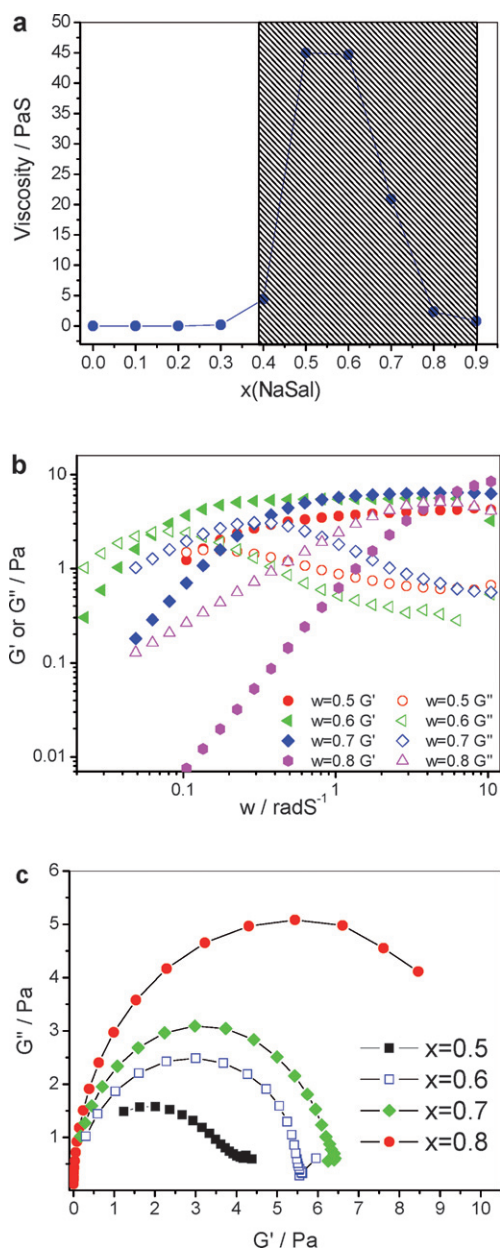 a
50
45
40
35
30
25
20
15
10
5
0
Viscosity / PaS
0.0 0.1 0.2 0.3 0.4 0.5 0.6 0.7 0.8 0.9
x(NaSal)
b
10
1
0.1
0.01
G' or G'' / Pa
w=0.5 G' w=0.5 G''
w=0.6 G' w=0.6 G''
w=0.7 G' w=0.7 G''
w=0.8 G' w=0.8 G''
0.1 1 10
w / radS⁻¹
c
6
5
4
3
2
1
0
G'' / Pa
x=0.5
x=0.6
x=0.7
x=0.8
0 1 2 3 4 5 6 7 8 9 10
G' / Pa